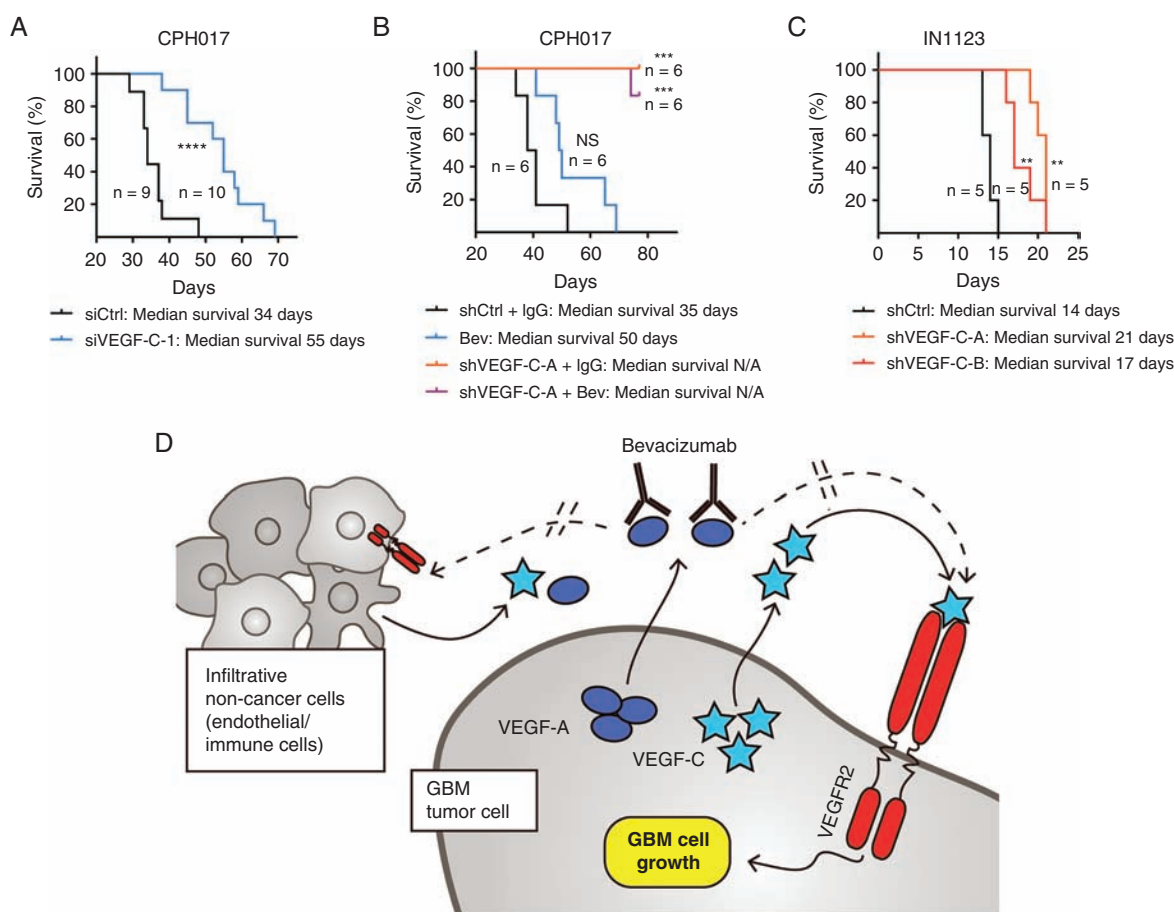 A
CPH017
Survival (%)
100
80
60
40
20
****
n = 9
n = 10
20 30 40 50 60 70
Days
siCtrl: Median survival 34 days
siVEGF-C-1: Median survival 55 days
B
CPH017
Survival (%)
100
80
60
40
20
***
n = 6
***
n = 6
NS
n = 6
n = 6
20 40 60 80
Days
shCtrl + IgG: Median survival 35 days
Bev: Median survival 50 days
shVEGF-C-A + IgG: Median survival N/A
shVEGF-C-A + Bev: Median survival N/A
C
IN1123
Survival (%)
100
80
60
40
20
**
**
n = 5
n = 5
n = 5
0 5 10 15 20 25
Days
shCtrl: Median survival 14 days
shVEGF-C-A: Median survival 21 days
shVEGF-C-B: Median survival 17 days
D
Bevacizumab
Infiltrative
non-cancer cells
(endothelial/
immune cells)
VEGF-A
VEGF-C
GBM
tumor cell
VEGFR2
GBM cell
growth